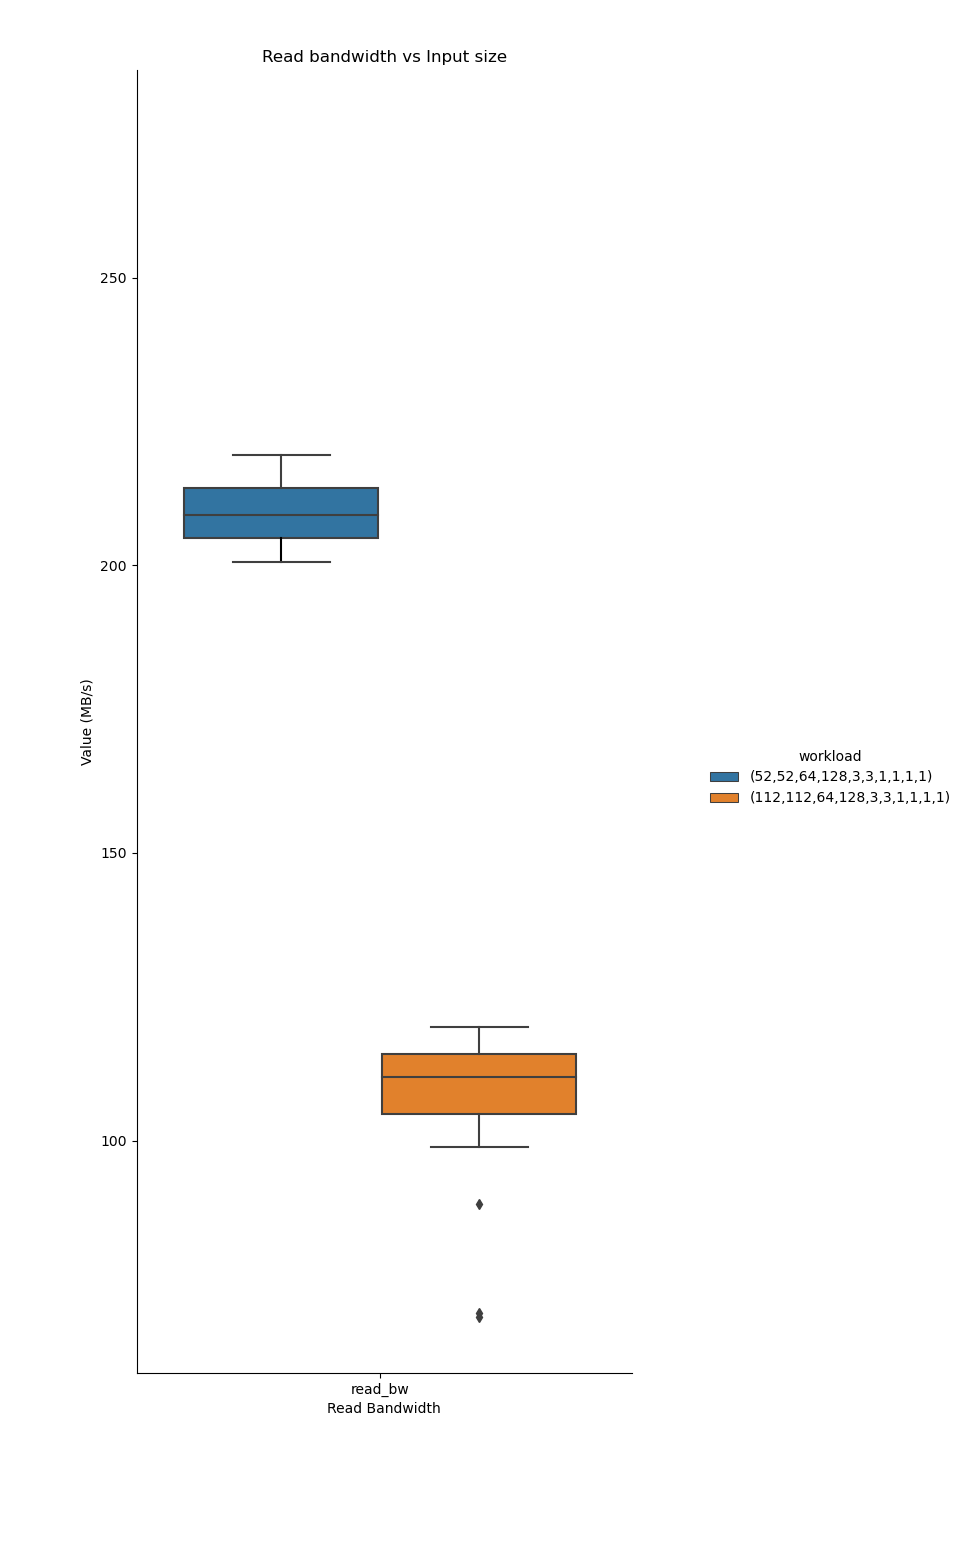 Read bandwidth vs Input size
250
200
150
100
Value (MB/s)
read_bw
Read Bandwidth
workload
(52,52,64,128,3,3,1,1,1,1)
(112,112,64,128,3,3,1,1,1,1)